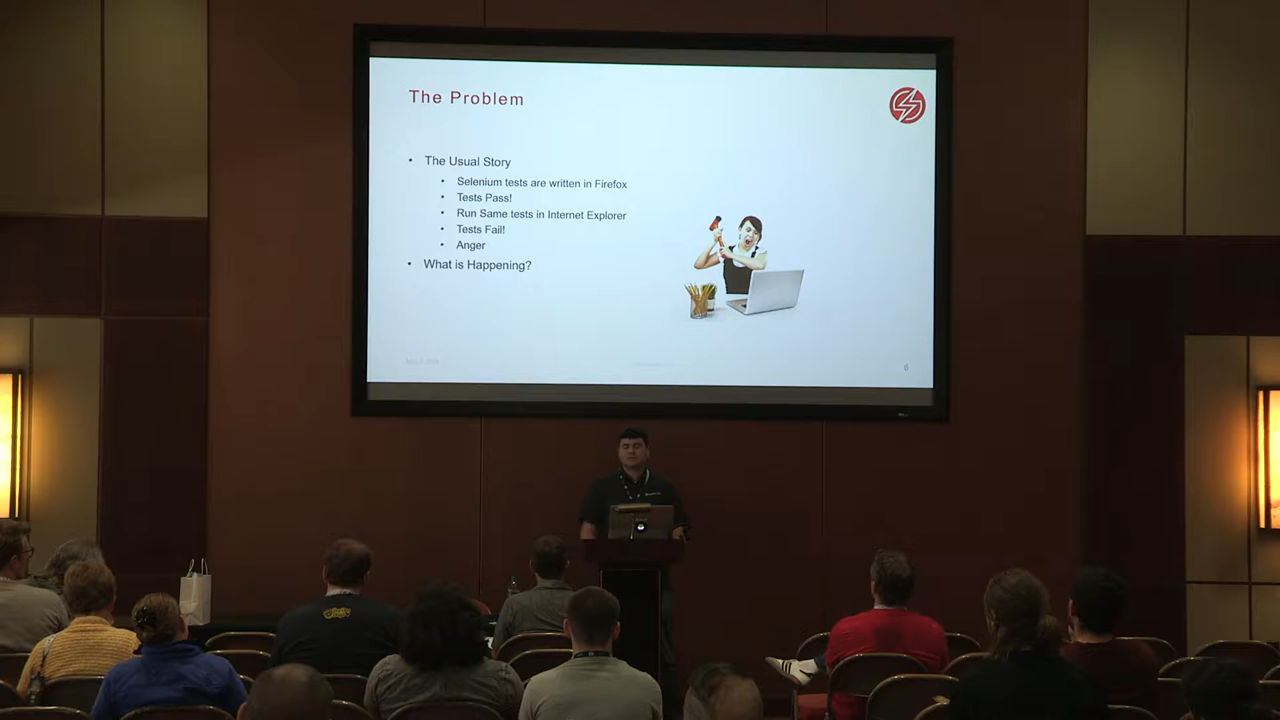 The Problem
• The Usual Story
• Selenium tests are written in Firefox
• Tests Pass!
• Run Same tests in Internet Explorer
• Tests Fail!
• Anger
• What is Happening?